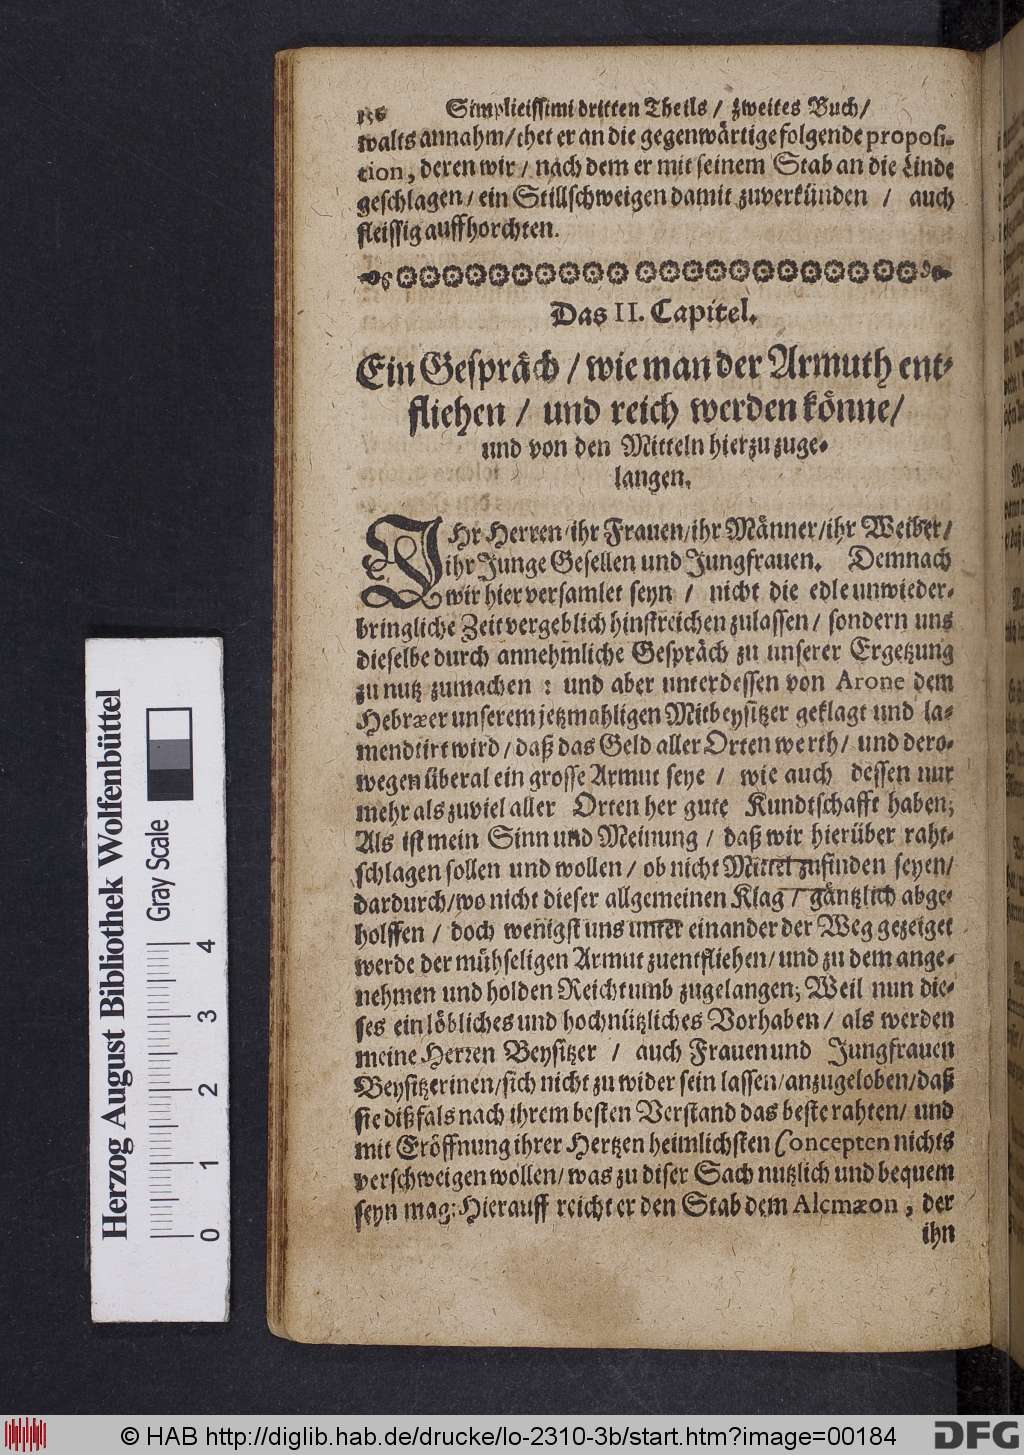 136 Simplicissimi dritten Theils / zweites Buch /
walts annahm / thet er an die gegenwärtige folgende proposi-
tion, deren wir / nach dem er mit seinem Stab an die Linde
geschlagen / ein Stillschweigen damit zuverkünden / auch
fleissig auffhorchten.
Das II. Capitel.
Ein Gespräch / wie man der Armuth ent-
fliehen / und reich werden könne /
und von den Mitteln hierzu zuge-
langen.
IHr Herren / ihr Frauen / ihr Männer / ihr Weiber /
ihr Junge Gesellen und Jungfrauen. Demnach
wir hier versamlet seyn / nicht die edle unwieder-
bringliche Zeit vergeblich hinstreichen zulassen / sondern uns
dieselbe durch annehmliche Gespräch zu unserer Ergetzung
zu nutz zumachen : und aber unterdessen von Arone dem
Hebræer unserem jetzmahligen Mitbeysitzer geklagt und la-
mendtirt wird / daß das Geld aller Orten werth / und dero-
wegen überal ein grosse Armut seye / wie auch dessen nur
mehr als zuviel aller Orten her gute Kundtschafft haben;
Als ist mein Sinn und Meinung / daß wir hierüber raht-
schlagen sollen und wollen / ob nicht Mittel zufinden seyen /
dardurch / wo nicht dieser allgemeinen Klag / gäntzlich abge-
holffen / doch wenigst uns unter einander der Weg gezeiget
werde der mühseligen Armut zuentfliehen / und zu dem ange-
nehmen und holden Reichtumb zugelangen; Weil nun die-
ses ein löbliches und hochnützliches Vorhaben / als werden
meine Herren Beysitzer / auch Frauen und Jungfrauen
Beysitzerinen / sich nicht zu wider sein lassen / anzugeloben / daß
sie dißfals nach ihrem besten Verstand das beste rahten / und
mit Eröffnung ihrer Hertzen heimlichsten Concepten nichts
verschweigen wollen / was zu diser Sach nutzlich und bequem
seyn mag: Hierauff reicht er den Stab dem Alcmæon, der
ihn
Herzog August Bibliothek Wolfenbüttel
Gray Scale
0 1 2 3 4
© HAB http://diglib.hab.de/drucke/lo-2310-3b/start.htm?image=00184
DFG